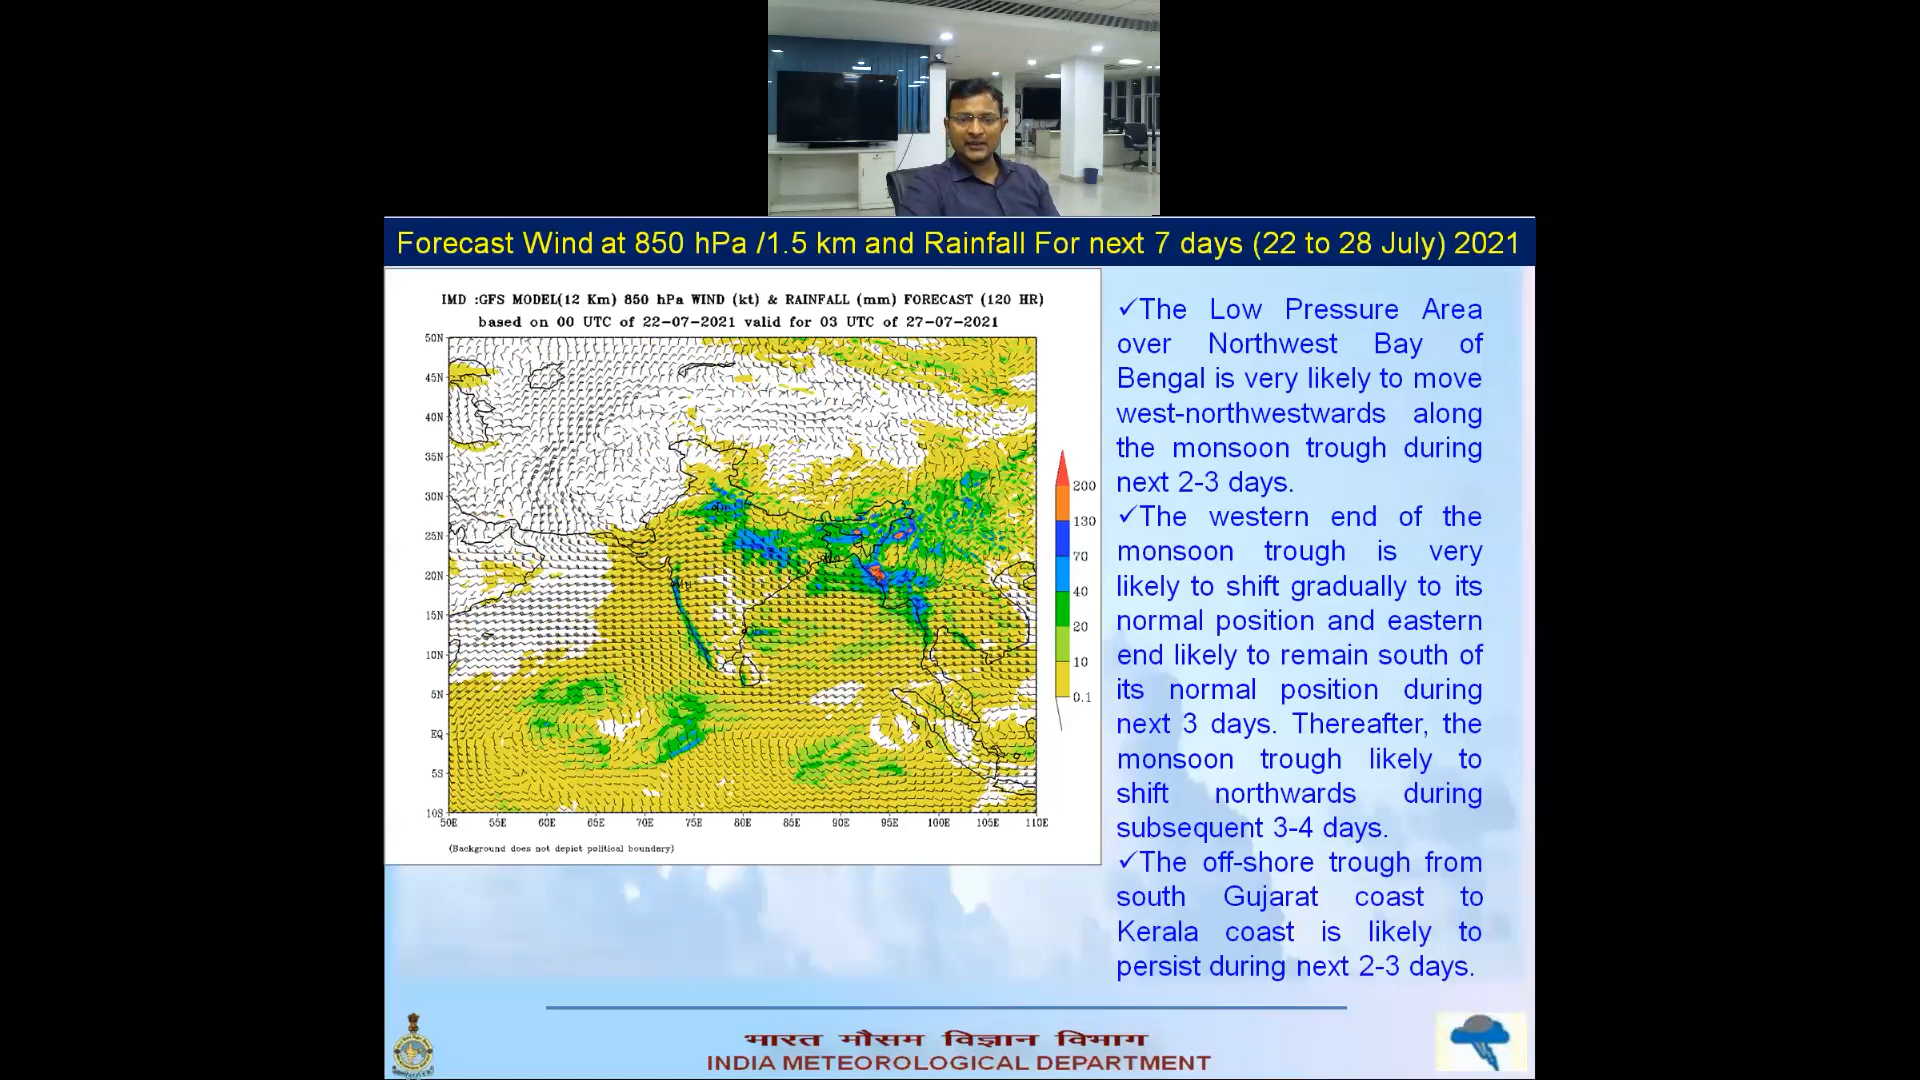 Forecast Wind at 850 hPa /1.5 km and Rainfall For next 7 days (22 to 28 July) 2021
IMD :GFS MODEL(12 Km) 850 hPa WIND (kt) & RAINFALL (mm) FORECAST (120 HR)
based on 00 UTC of 22-07-2021 valid for 03 UTC of 27-07-2021
50N
45N
40N
35N
30N
25N
20N
15N
10N
5N
EQ
5S
10S
50E 55E 60E 65E 70E 75E 80E 85E 90E 95E 100E 105E 110E
200
130
70
40
20
10
0.1
(Background does not depict political boundary)
✓The Low Pressure Area
over Northwest Bay of
Bengal is very likely to move
west-northwestwards along
the monsoon trough during
next 2-3 days.
✓The western end of the
monsoon trough is very
likely to shift gradually to its
normal position and eastern
end likely to remain south of
its normal position during
next 3 days. Thereafter, the
monsoon trough likely to
shift northwards during
subsequent 3-4 days.
✓The off-shore trough from
south Gujarat coast to
Kerala coast is likely to
persist during next 2-3 days.
भारत मौसम विज्ञान विभाग
INDIA METEOROLOGICAL DEPARTMENT